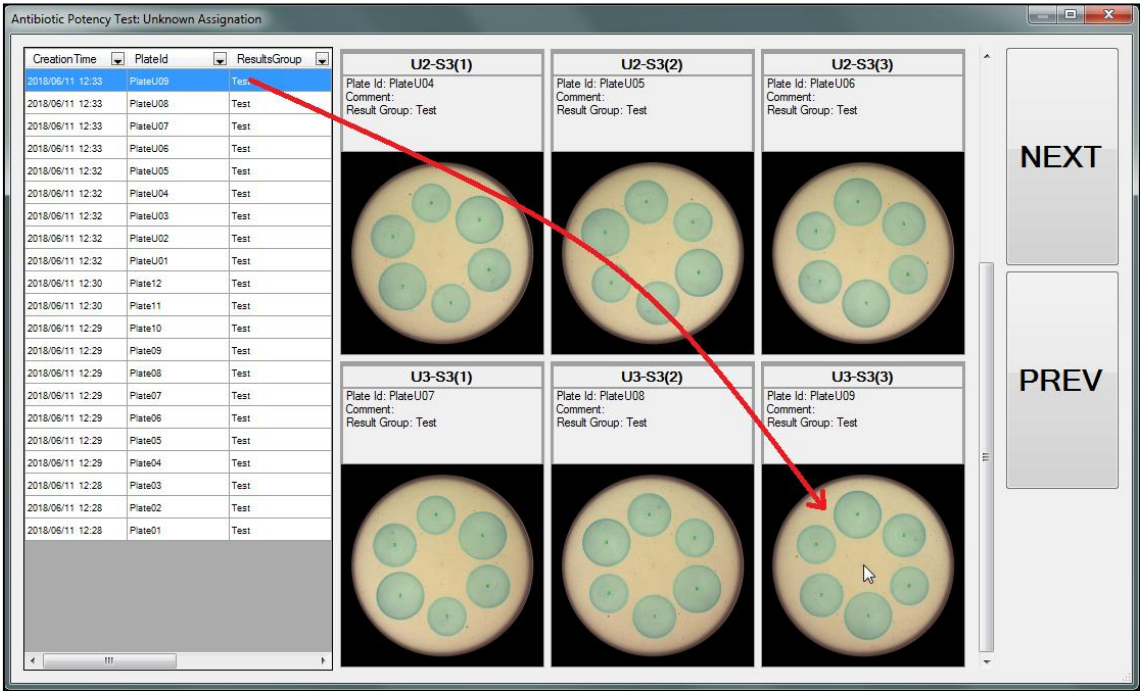 Antibiotic Potency Test: Unknown Assignation
CreationTime PlateId ResultsGroup
2018/06/11 12:33 PlateU09 Test
2018/06/11 12:33 PlateU08 Test
2018/06/11 12:33 PlateU07 Test
2018/06/11 12:33 PlateU06 Test
2018/06/11 12:32 PlateU05 Test
2018/06/11 12:32 PlateU04 Test
2018/06/11 12:32 PlateU03 Test
2018/06/11 12:32 PlateU02 Test
2018/06/11 12:32 PlateU01 Test
2018/06/11 12:30 Plate12 Test
2018/06/11 12:30 Plate11 Test
2018/06/11 12:29 Plate10 Test
2018/06/11 12:29 Plate09 Test
2018/06/11 12:29 Plate08 Test
2018/06/11 12:29 Plate07 Test
2018/06/11 12:29 Plate06 Test
2018/06/11 12:29 Plate05 Test
2018/06/11 12:29 Plate04 Test
2018/06/11 12:28 Plate03 Test
2018/06/11 12:28 Plate02 Test
2018/06/11 12:28 Plate01 Test
U2-S3(1)
Plate Id: PlateU04
Comment:
Result Group: Test
U2-S3(2)
Plate Id: PlateU05
Comment:
Result Group: Test
U2-S3(3)
Plate Id: PlateU06
Comment:
Result Group: Test
U3-S3(1)
Plate Id: PlateU07
Comment:
Result Group: Test
U3-S3(2)
Plate Id: PlateU08
Comment:
Result Group: Test
U3-S3(3)
Plate Id: PlateU09
Comment:
Result Group: Test
NEXT
PREV